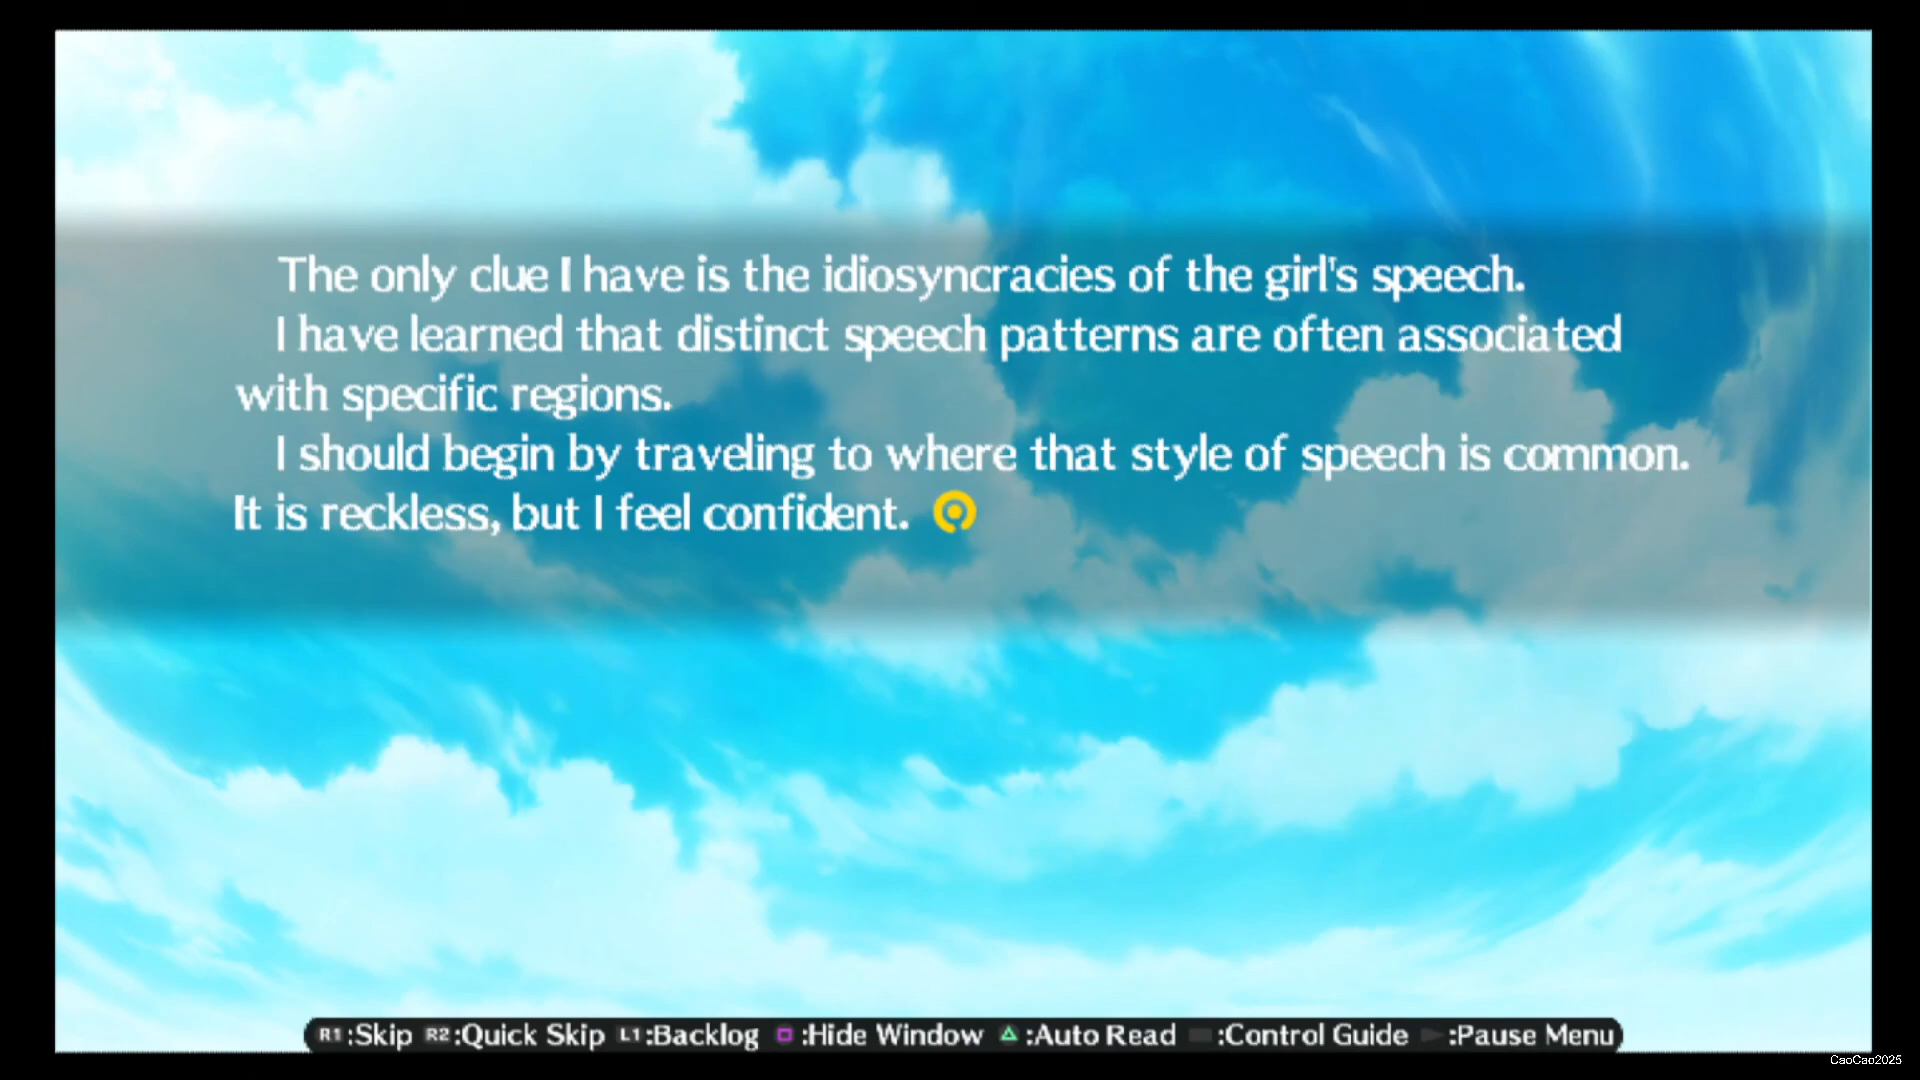 The only clue I have is the idiosyncracies of the girl's speech.
I have learned that distinct speech patterns are often associated
with specific regions.
I should begin by traveling to where that style of speech is common.
It is reckless, but I feel confident.
R1:Skip R2:Quick Skip L1:Backlog :Hide Window :Auto Read :Control Guide :Pause Menu
CaoCao2025